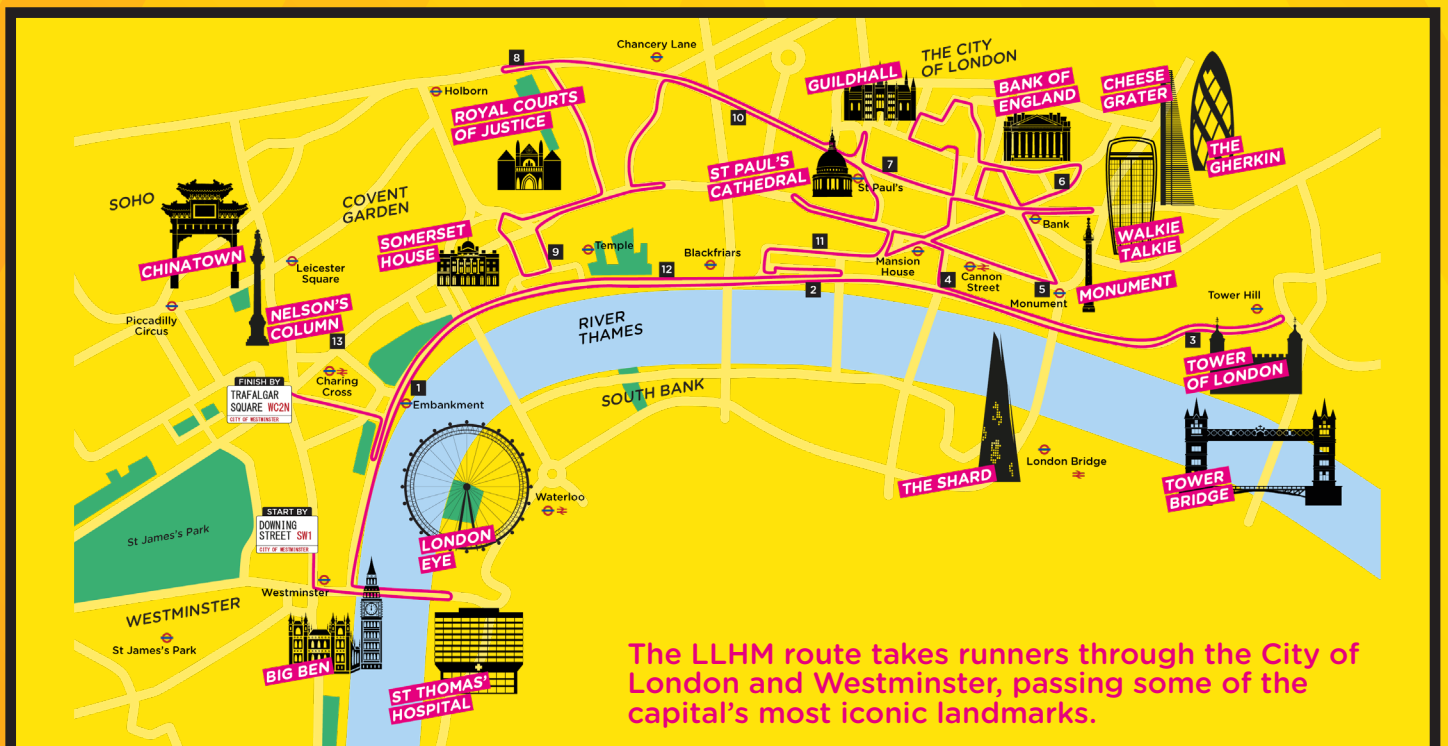 8
Chancery Lane
THE CITY
OF LONDON
GUILDHALL
BANK OF
ENGLAND
CHEESE
GRATER
Holborn
ROYAL COURTS
OF JUSTICE
10
THE
GHERKIN
ST PAUL'S
CATHEDRAL
7
St Paul's
6
SOHO
COVENT
GARDEN
Bank
WALKIE
TALKIE
SOMERSET
HOUSE
9
Temple
Blackfriars
11
Mansion
House
CHINATOWN
Leicester
Square
12
2
4
Cannon
Street
5
Monument
MONUMENT
Tower Hill
Piccadilly
Circus
NELSON'S
COLUMN
13
RIVER
THAMES
3
TOWER
OF LONDON
Charing
Cross
FINISH BY
TRAFALGAR
SQUARE WC2N
CITY OF WESTMINSTER
1
Embankment
SOUTH BANK
London Bridge
THE SHARD
TOWER
BRIDGE
Waterloo
START BY
DOWNING
STREET SW1
CITY OF WESTMINSTER
St James's Park
LONDON
EYE
Westminster
WESTMINSTER
St James's Park
BIG BEN
ST THOMAS'
HOSPITAL
The LLHM route takes runners through the City of
London and Westminster, passing some of the
capital's most iconic landmarks.